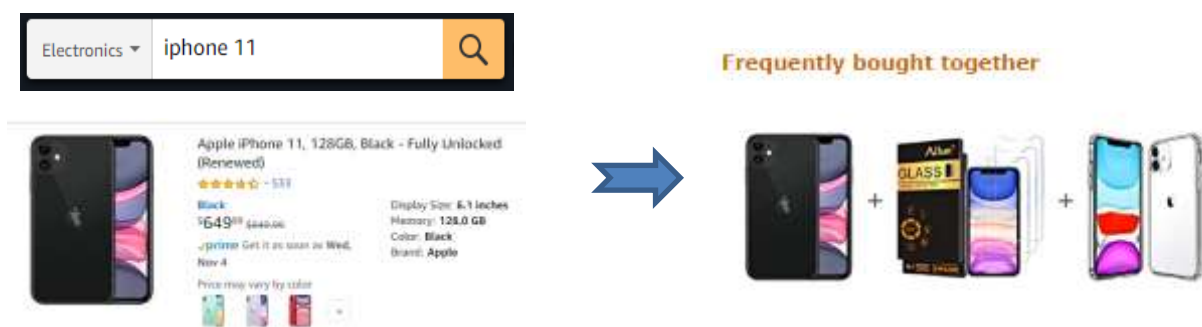 Electronics
iphone 11
Apple iPhone 11, 128GB, Black - Fully Unlocked
(Renewed)
Black
$649
prime Get it as soon as Wed,
Nov 4
Price may vary by color
Display Size: 6.1 inches
Memory: 128.0 GB
Color: Black
Brand: Apple
Frequently bought together
+
GLASS
+